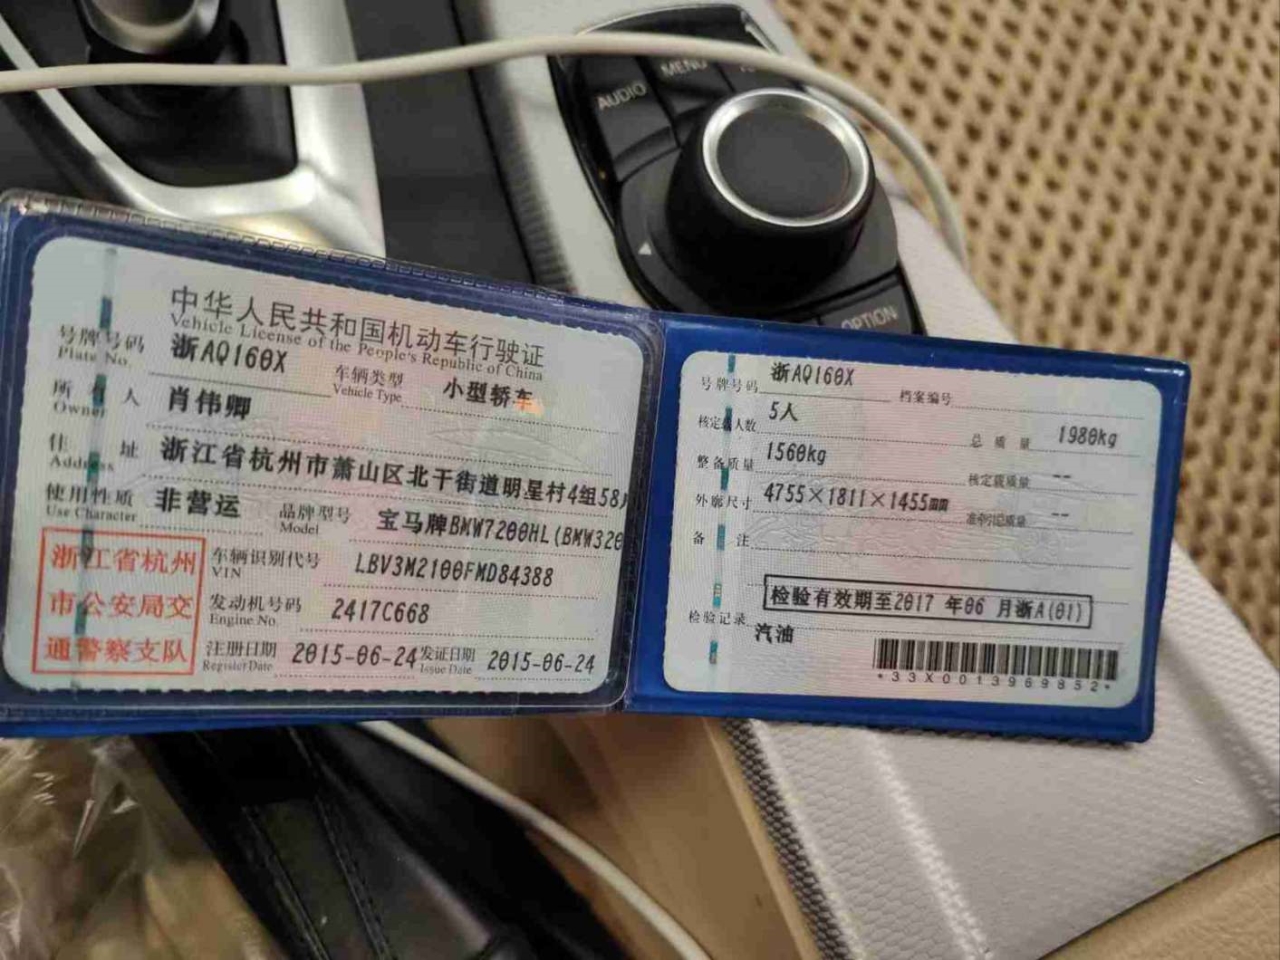 AUDIO
MENU
OPTION
中华人民共和国机动车行驶证
Vehicle License of the People's Republic of China
号牌号码 浙AQ160X 车辆类型 小型轿车
Plate No. Vehicle Type
所有人 肖伟卿
Owner
住址 浙江省杭州市萧山区北干街道明星村4组58
Address
使用性质 非营运 品牌型号 宝马牌BMW7200HL(BMW320
Use Character Model
浙江省杭州
市公安局交
通警察支队
车辆识别代号 LBV3M2100FMD84388
VIN
发动机号码 2417C668
Engine No.
注册日期 2015-06-24 发证日期 2015-06-24
Register Date Issue Date
号牌号码 浙AQ160X 档案编号
核定载人数 5人 总质量 1980kg
整备质量 1560kg 核定载质量 --
外廓尺寸 4755×1811×1455mm 准牵引总质量 --
备注
检验有效期至2017年06月浙A(01)
检验记录 汽油
*33X0013969852*